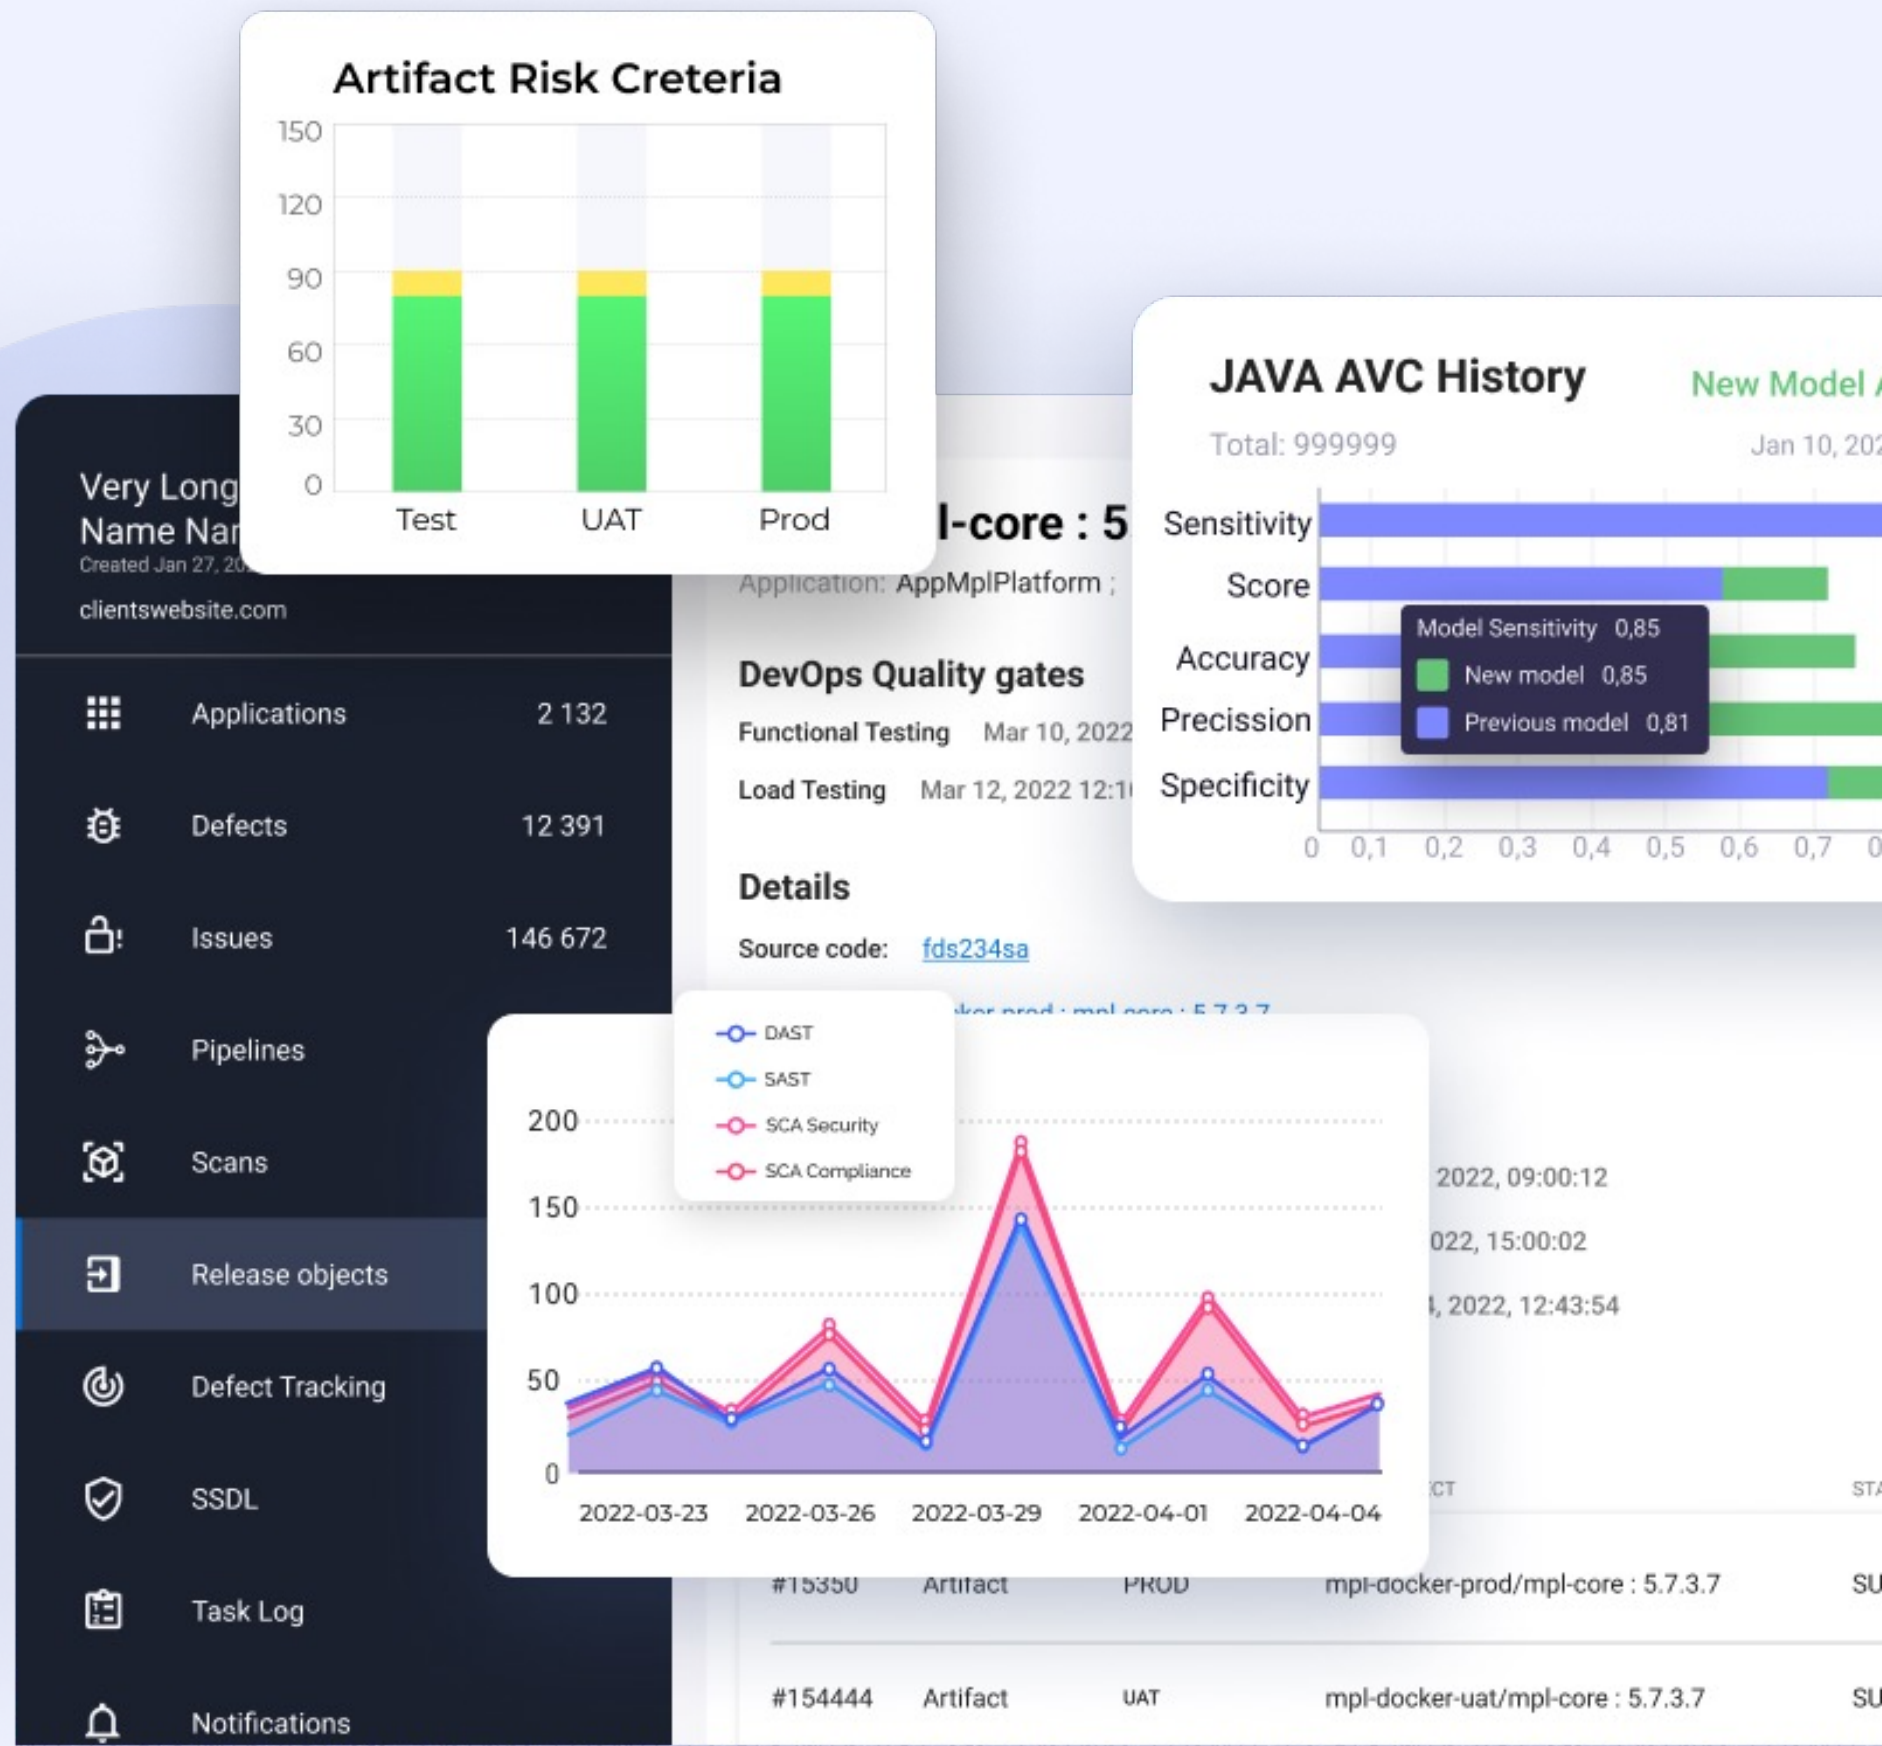 Artifact Risk Creteria
150
120
90
60
30
0
Test UAT Prod
Very Long
Name
Created Jan 27,
clientswebsite.com
Applications 2 132
Defects 12 391
Issues 146 672
Pipelines
Scans
Release objects
Defect Tracking
SSDL
Task Log
Notifications
l-core : 5
Application: AppMplPlatform ;
DevOps Quality gates
Functional Testing Mar 10, 2022
Load Testing Mar 12, 2022
Details
Source code: fds234sa
prod : mpl-core : 5.7.3.7
JAVA AVC History New Model
Total: 999999 Jan 10,
Sensitivity
Score
Accuracy
Precission
Specificity
0 0,1 0,2 0,3 0,4 0,5 0,6 0,7
Model Sensitivity 0,85
New model 0,85
Previous model 0,81
DAST
SAST
SCA Security
SCA Compliance
200
150
100
50
0
2022-03-23 2022-03-26 2022-03-29 2022-04-01 2022-04-04
2022, 09:00:12
15:00:02
2022, 12:43:54
#15350 Artifact PROD mpl-docker-prod/mpl-core : 5.7.3.7
#154444 Artifact UAT mpl-docker-uat/mpl-core : 5.7.3.7